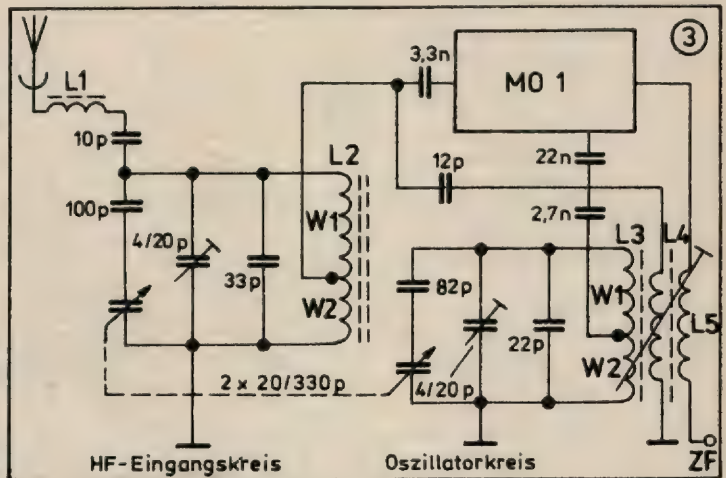 3
L1
3,3n
MO 1
10p
L2
22n
12p
100p
4/20p
W1
2,7n
L3
L4
33p
82p
W1
W2
22p
W2
L5
4/20p
2 x 20/330p
HF-Eingangskreis
Oszillatorkreis
ZF